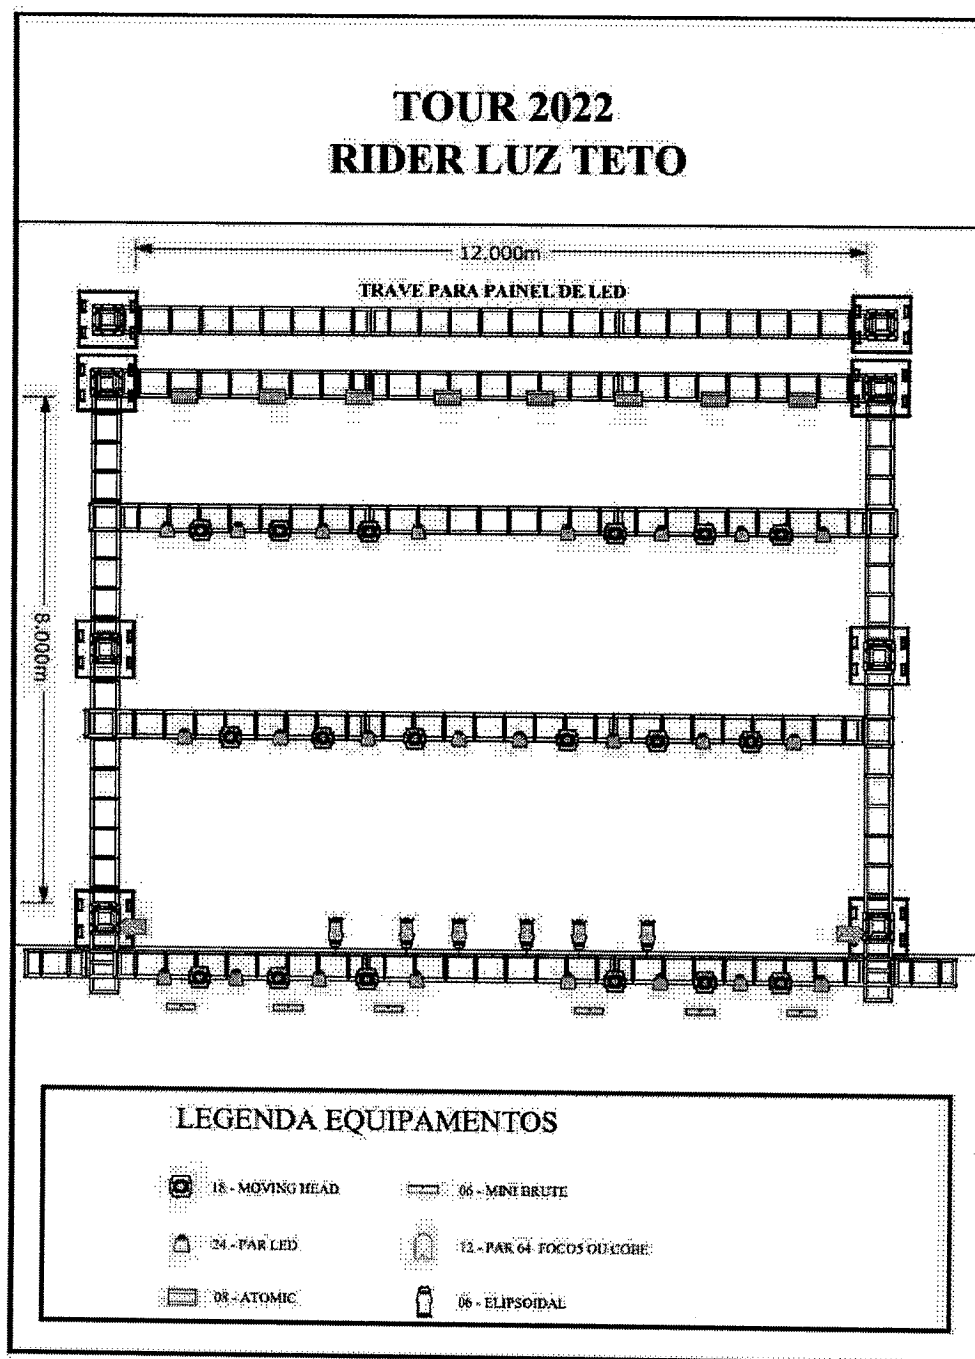 TOUR 2022
RIDER LUZ TETO
12.000m
TRAVE PARA PAINEL DE LED
8.000m
LEGENDA EQUIPAMENTOS
18 - MOVING HEAD
06 - MINI BRUTE
24 - PAR LED
12 - PAR 64 FOCO5 OU COBE
08 - ATOMIC
06 - ELIPSOIDAL